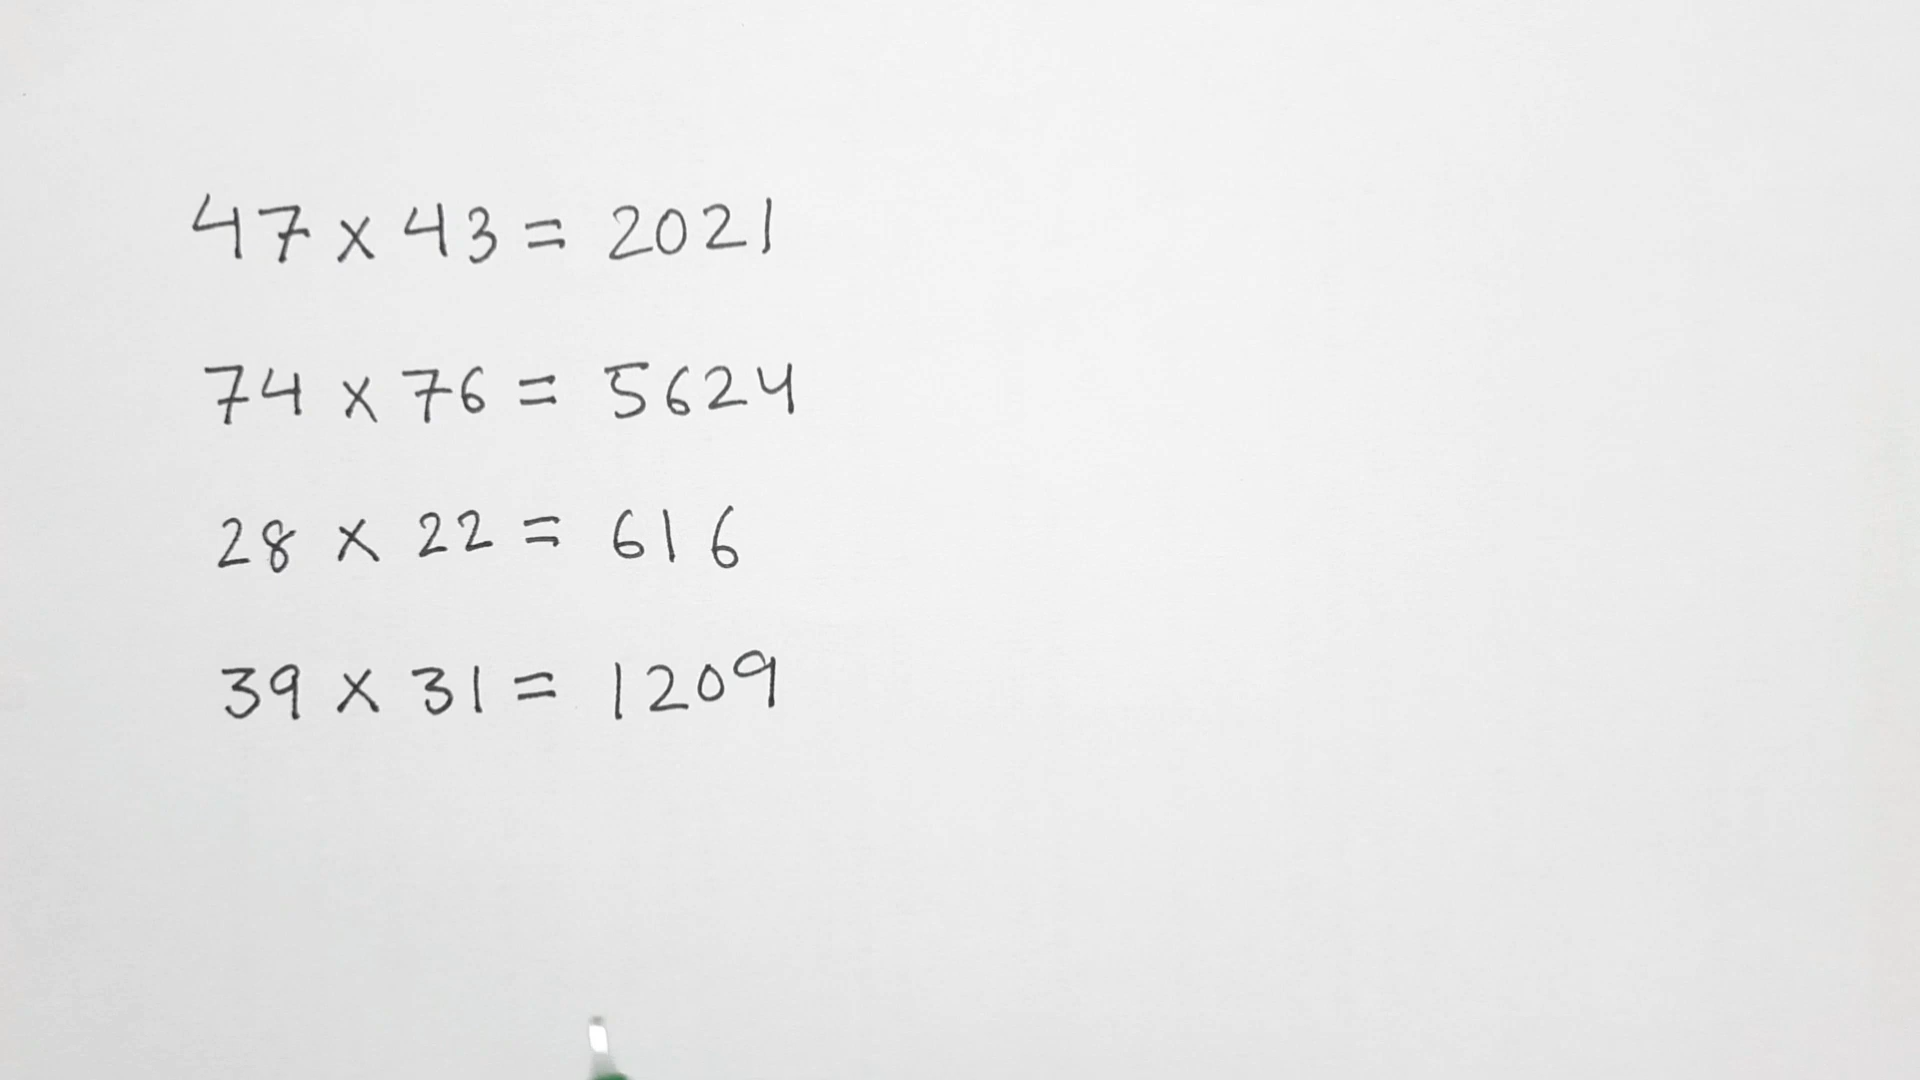 47 x 43 = 2021
74 x 76 = 5624
28 x 22 = 616
39 x 31 = 1209